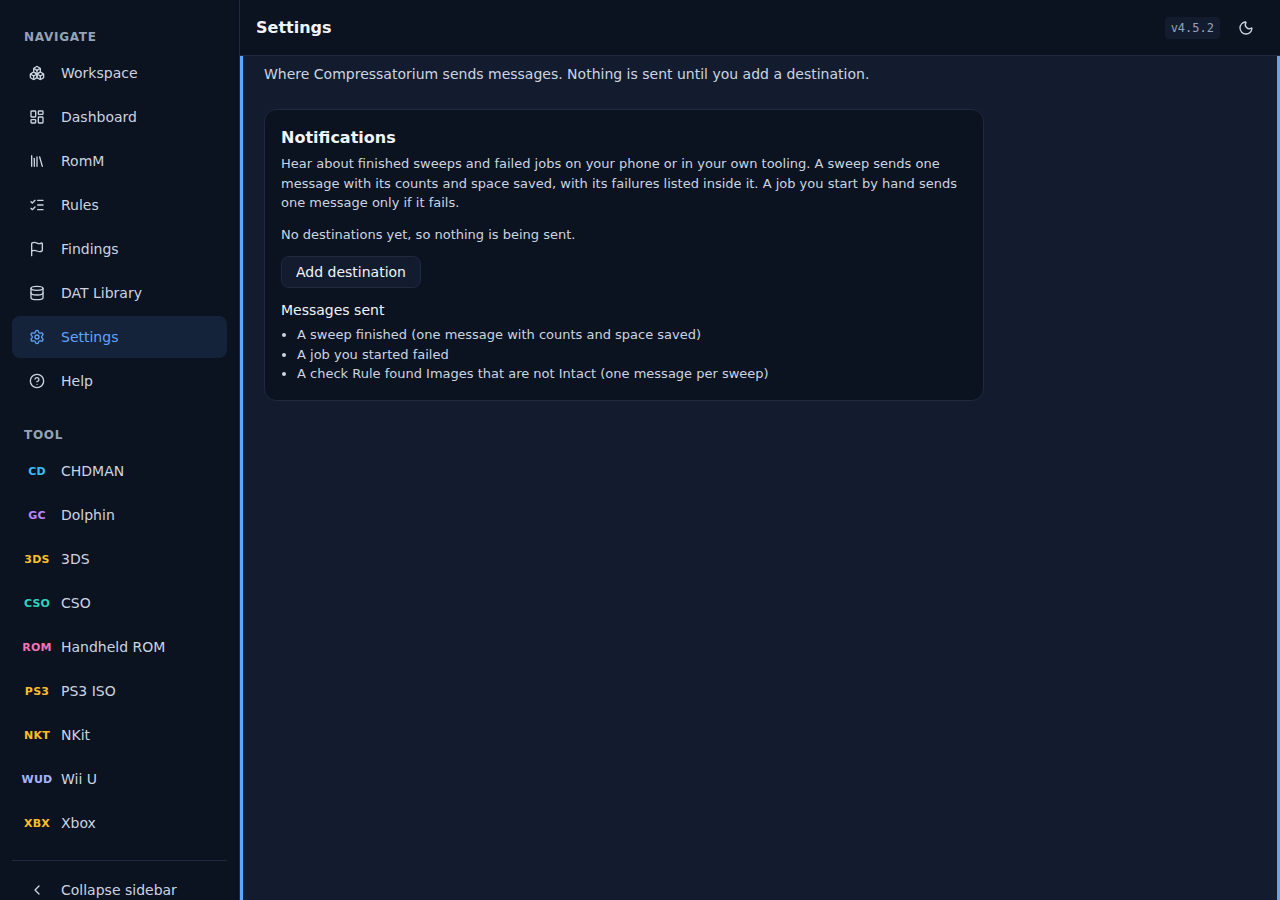 NAVIGATE
Workspace
Dashboard
RomM
Rules
Findings
DAT Library
Settings
Help
TOOL
CD CHDMAN
GC Dolphin
3DS 3DS
CSO CSO
ROM Handheld ROM
PS3 PS3 ISO
NKT NKit
WUD Wii U
XBX Xbox
Collapse sidebar
Settings
v4.5.2
Where Compressatorium sends messages. Nothing is sent until you add a destination.
Notifications
Hear about finished sweeps and failed jobs on your phone or in your own tooling. A sweep sends one
message with its counts and space saved, with its failures listed inside it. A job you start by hand sends
one message only if it fails.
No destinations yet, so nothing is being sent.
Add destination
Messages sent
• A sweep finished (one message with counts and space saved)
• A job you started failed
• A check Rule found Images that are not Intact (one message per sweep)